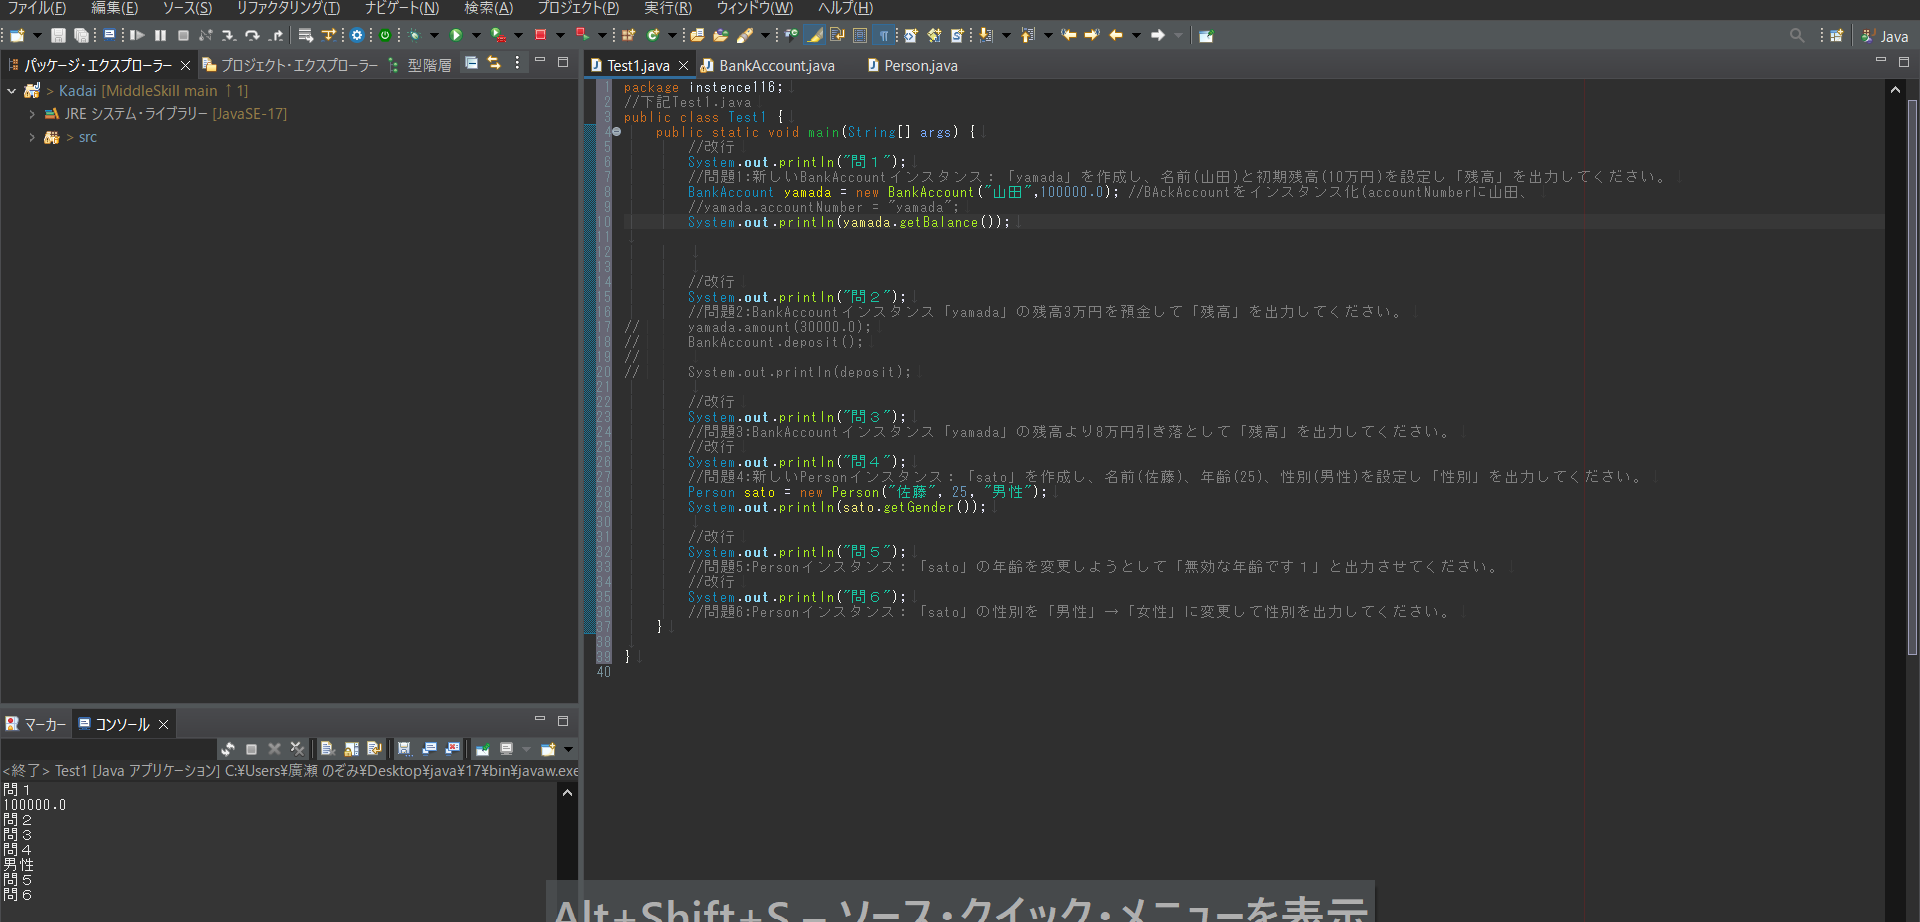 ファイル(F) 編集(E) ソース(S) リファクタリング(T) ナビゲート(N) 検索(A) プロジェクト(P) 実行(R) ウィンドウ(W) ヘルプ(H)
Java
パッケージ・エクスプローラー プロジェクト・エクスプローラー 型階層
> Kadai [MiddleSkill main ↑1]
JRE システム・ライブラリー [JavaSE-17]
> src
Test1.java BankAccount.java Person.java
1 package instence116;
2 //下記Test1.java
3 public class Test1 {
4 public static void main(String[] args) {
5 //改行
6 System.out.println("問１");
7 //問題1:新しいBankAccountインスタンス：「yamada」を作成し、名前(山田)と初期残高(10万円)を設定し「残高」を出力してください。
8 BankAccount yamada = new BankAccount("山田",100000.0); //BAckAccountをインスタンス化(accountNumberに山田、
9 //yamada.accountNumber = "yamada";
10 System.out.println(yamada.getBalance());
11
12
13
14 //改行
15 System.out.println("問２");
16 //問題2:BankAccountインスタンス「yamada」の残高3万円を預金して「残高」を出力してください。
17 // yamada.amount(30000.0);
18 // BankAccount.deposit();
19 //
20 // System.out.println(deposit);
21
22 //改行
23 System.out.println("問３");
24 //問題3:BankAccountインスタンス「yamada」の残高より8万円引き落として「残高」を出力してください。
25 //改行
26 System.out.println("問４");
27 //問題4:新しいPersonインスタンス：「sato」を作成し、名前(佐藤)、年齢(25)、性別(男性)を設定し「性別」を出力してください。
28 Person sato = new Person("佐藤", 25, "男性");
29 System.out.println(sato.getGender());
30
31 //改行
32 System.out.println("問５");
33 //問題5:Personインスタンス：「sato」の年齢を変更しようとして「無効な年齢です１」と出力させてください。
34 //改行
35 System.out.println("問６");
36 //問題6:Personインスタンス：「sato」の性別を「男性」→「女性」に変更して性別を出力してください。
37 }
38
39 }
40
マーカー コンソール
<終了> Test1 [Java アプリケーション] C:¥Users¥廣瀬 のぞみ¥Desktop¥java¥17¥bin¥javaw.exe
問１
100000.0
問２
問３
問４
男性
問５
問６
Alt+Shift+S – ソース・クイック・メニューを表示